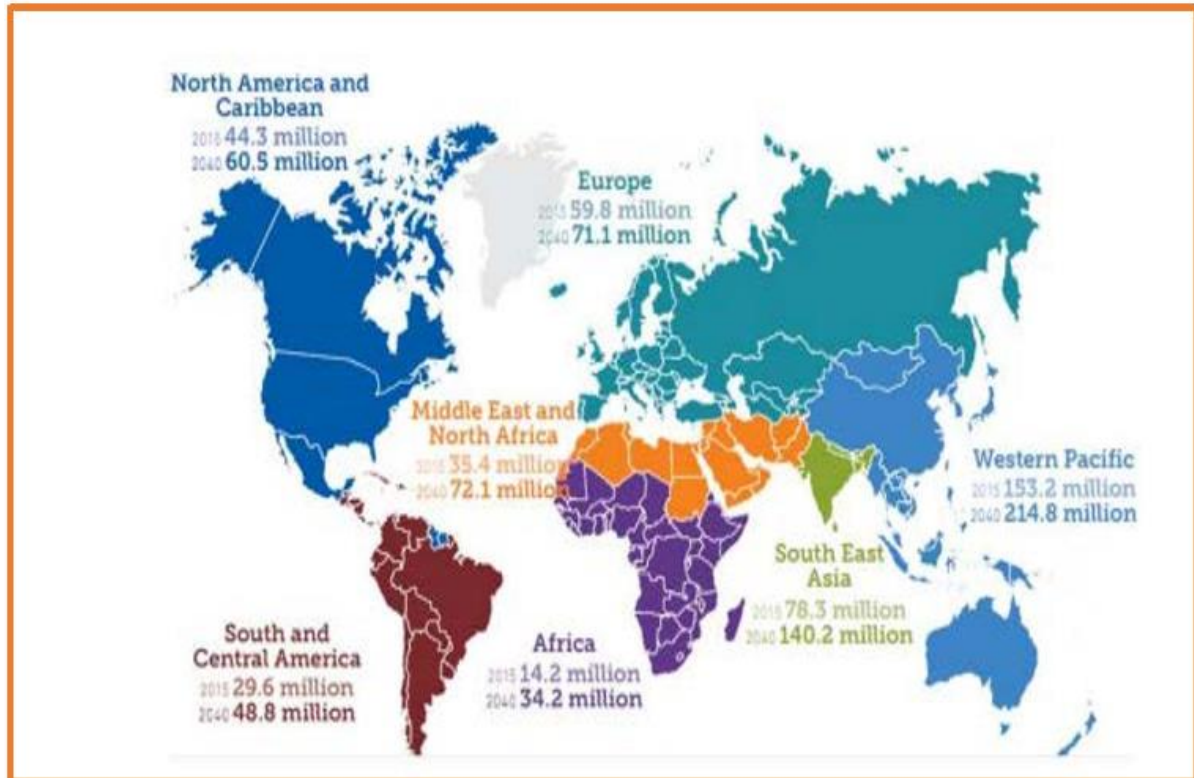 North America and
Caribbean
2015 44.3 million
2040 60.5 million
Europe
2015 59.8 million
2040 71.1 million
Middle East and
North Africa
2015 35.4 million
2040 72.1 million
Western Pacific
2015 153.2 million
2040 214.8 million
South East
Asia
2015 78.3 million
2040 140.2 million
South and
Central America
2015 29.6 million
2040 48.8 million
Africa
2015 14.2 million
2040 34.2 million